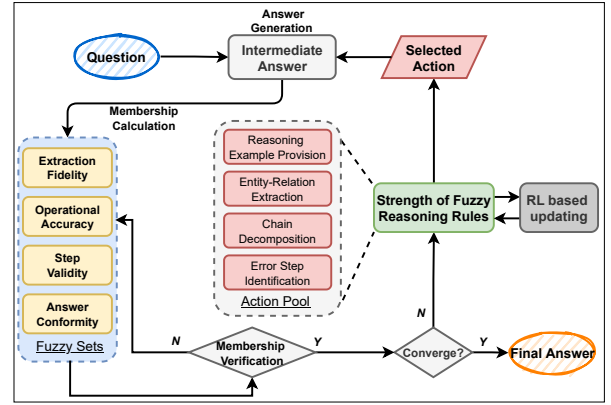 Answer
Generation
Question
Intermediate
Answer
Selected
Action
Membership
Calculation
Extraction
Fidelity
Operational
Accuracy
Step
Validity
Answer
Conformity
Fuzzy Sets
Reasoning
Example Provision
Entity-Relation
Extraction
Chain
Decomposition
Error Step
Identification
Action Pool
Strength of Fuzzy
Reasoning Rules
RL based
updating
N
Membership
Verification
Y
N
Converge?
Y
Final Answer